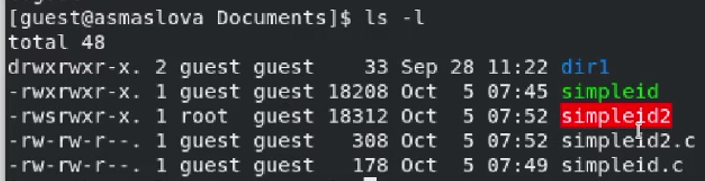 [guest@asmaslova Documents]$ ls -l
total 48
drwxrwxr-x. 2 guest guest    33 Sep 28 11:22 dir1
-rwxrwxr-x. 1 guest guest 18208 Oct  5 07:45 simpleid
-rwsrwxr-x. 1 root  guest 18312 Oct  5 07:52 simpleid2
-rw-rw-r--. 1 guest guest   308 Oct  5 07:52 simpleid2.c
-rw-rw-r--. 1 guest guest   178 Oct  5 07:49 simpleid.c